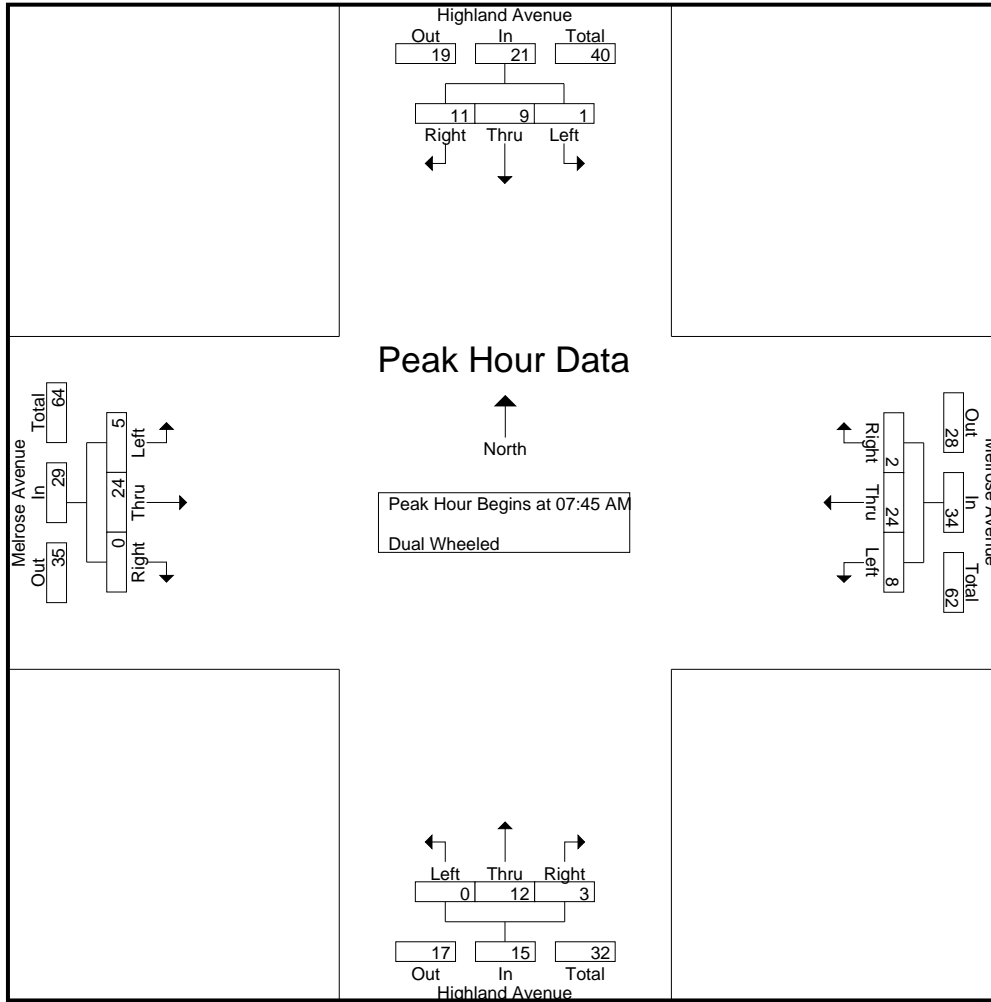 Highland Avenue
Out In Total
19 21 40
11 9 1
Right Thru Left
Peak Hour Data
North
Peak Hour Begins at 07:45 AM
Dual Wheeled
Melrose Avenue
Out In Total
35 29 64
5 24 0
Left Thru Right
Melrose Avenue
Out In Total
28 34 62
2 24 8
Right Thru Left
Left Thru Right
0 12 3
17 15 32
Out In Total
Highland Avenue